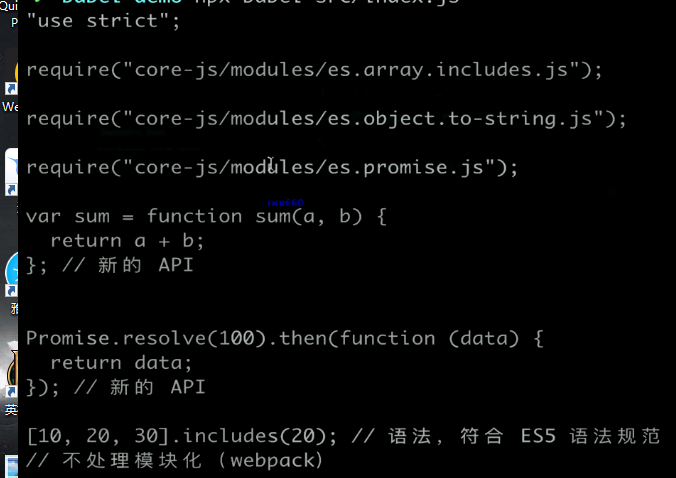 "use strict";
require("core-js/modules/es.array.includes.js");
require("core-js/modules/es.object.to-string.js");
require("core-js/modules/es.promise.js");
var sum = function sum(a, b) {
  return a + b;
}; // 新的 API
Promise.resolve(100).then(function (data) {
  return data;
}); // 新的 API
[10, 20, 30].includes(20); // 语法, 符合 ES5 语法规范
// 不处理模块化 (webpack)